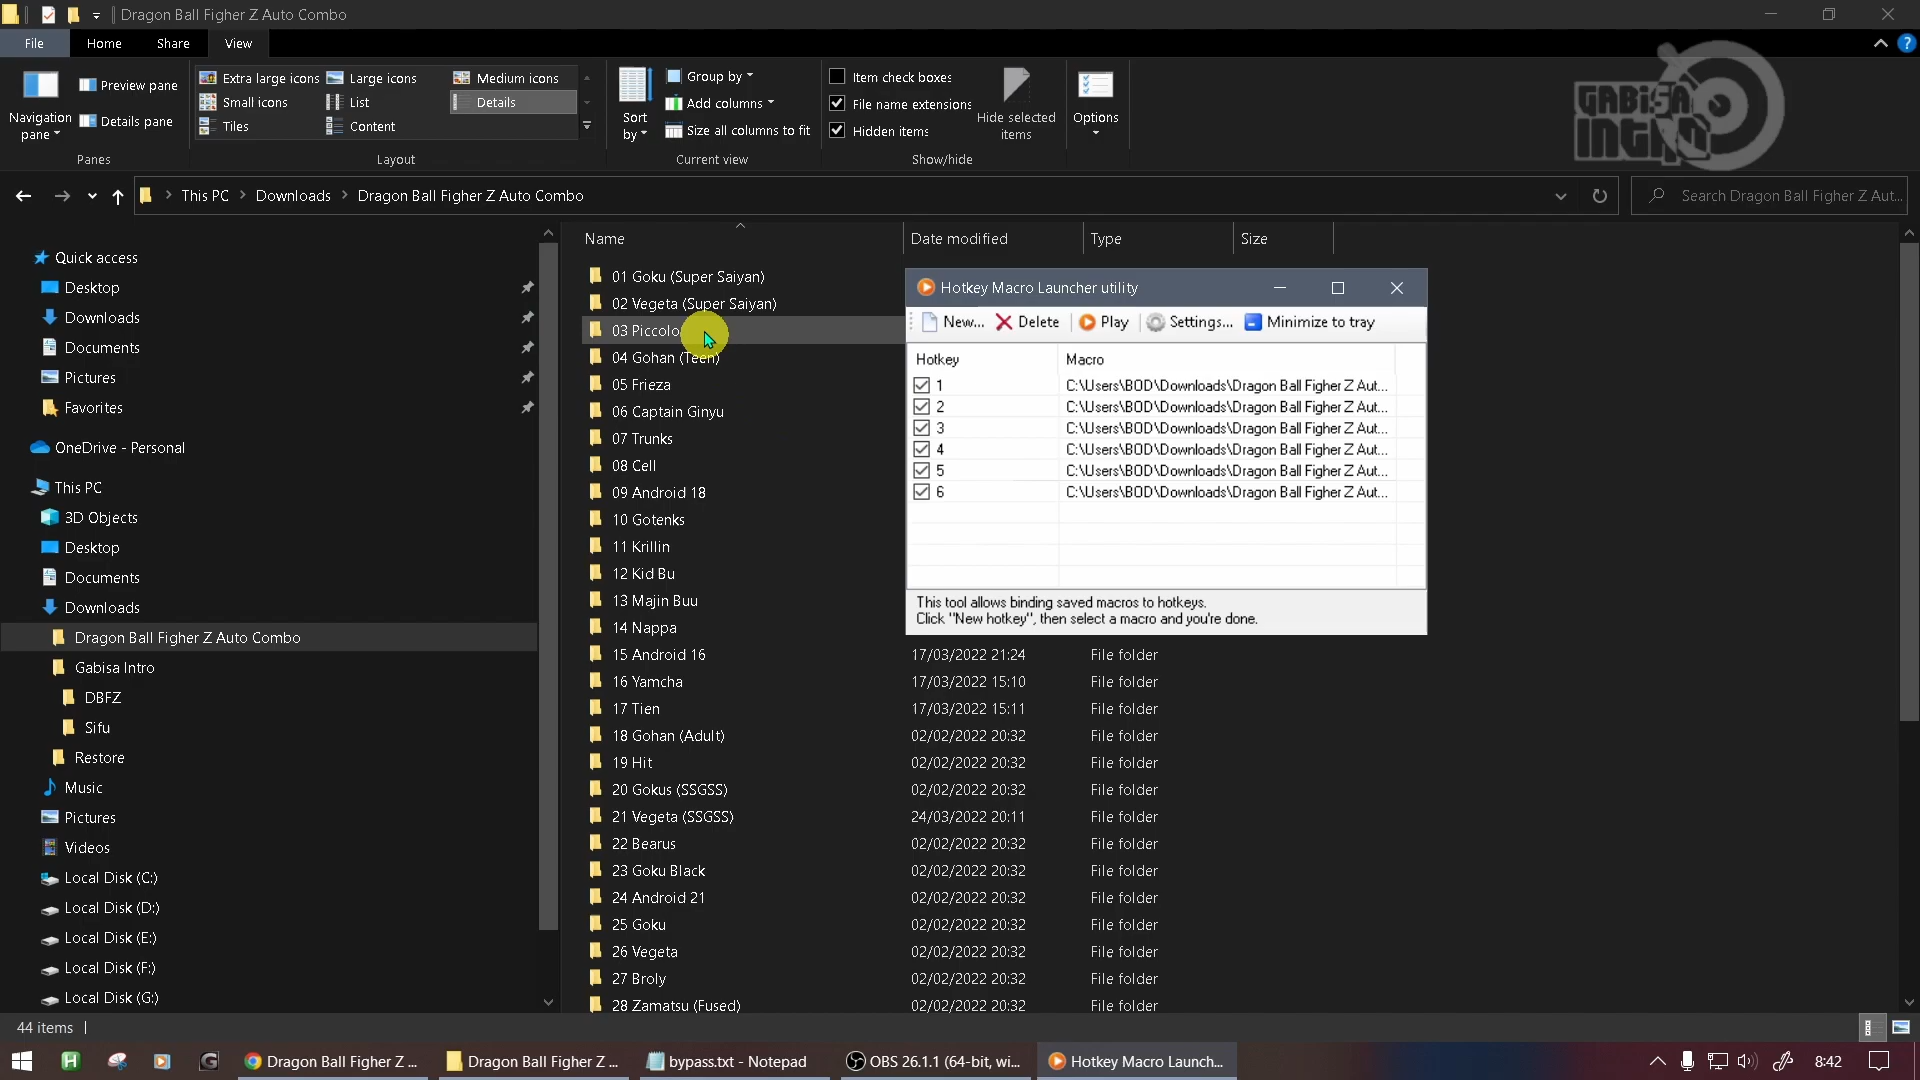 Dragon Ball Figher Z Auto Combo
File
Home
Share
View
Navigation
pane
Preview pane
Details pane
Panes
Extra large icons
Large icons
Medium icons
Small icons
List
Details
Tiles
Content
Layout
Sort
by
Group by
Add columns
Size all columns to fit
Current view
Item check boxes
File name extensions
Hidden items
Hide selected
items
Show/hide
Options
GABISA
INTRO
This PC
Downloads
Dragon Ball Figher Z Auto Combo
Search Dragon Ball Figher Z Aut...
Quick access
Desktop
Downloads
Documents
Pictures
Favorites
OneDrive - Personal
This PC
3D Objects
Desktop
Documents
Downloads
Dragon Ball Figher Z Auto Combo
Gabisa Intro
DBFZ
Sifu
Restore
Music
Pictures
Videos
Local Disk (C:)
Local Disk (D:)
Local Disk (E:)
Local Disk (F:)
Local Disk (G:)
Name
Date modified
Type
Size
01 Goku (Super Saiyan)
02 Vegeta (Super Saiyan)
03 Piccolo
04 Gohan (Teen)
05 Frieza
06 Captain Ginyu
07 Trunks
08 Cell
09 Android 18
10 Gotenks
11 Krillin
12 Kid Bu
13 Majin Buu
14 Nappa
15 Android 16 17/03/2022 21:24 File folder
16 Yamcha 17/03/2022 15:10 File folder
17 Tien 17/03/2022 15:11 File folder
18 Gohan (Adult) 02/02/2022 20:32 File folder
19 Hit 02/02/2022 20:32 File folder
20 Gokus (SSGSS) 02/02/2022 20:32 File folder
21 Vegeta (SSGSS) 24/03/2022 20:11 File folder
22 Bearus 02/02/2022 20:32 File folder
23 Goku Black 02/02/2022 20:32 File folder
24 Android 21 02/02/2022 20:32 File folder
25 Goku 02/02/2022 20:32 File folder
26 Vegeta 02/02/2022 20:32 File folder
27 Broly 02/02/2022 20:32 File folder
28 Zamatsu (Fused) 02/02/2022 20:32 File folder
Hotkey Macro Launcher utility
New... Delete Play Settings... Minimize to tray
Hotkey Macro
1 C:\Users\BOD\Downloads\Dragon Ball Figher Z Aut...
2 C:\Users\BOD\Downloads\Dragon Ball Figher Z Aut...
3 C:\Users\BOD\Downloads\Dragon Ball Figher Z Aut...
4 C:\Users\BOD\Downloads\Dragon Ball Figher Z Aut...
5 C:\Users\BOD\Downloads\Dragon Ball Figher Z Aut...
6 C:\Users\BOD\Downloads\Dragon Ball Figher Z Aut...
This tool allows binding saved macros to hotkeys.
Click "New hotkey", then select a macro and you're done.
44 items
H
G
Dragon Ball Figher Z ...
Dragon Ball Figher Z ...
bypass.txt - Notepad
OBS 26.1.1 (64-bit, wi...
Hotkey Macro Launch...
8:42